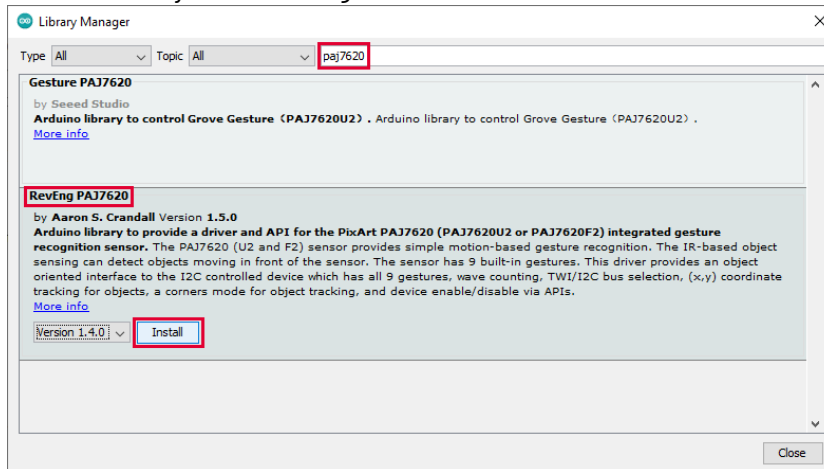 Library Manager
Type All Topic All paj7620
Gesture PAJ7620
by Seeed Studio
Arduino library to control Grove Gesture（PAJ7620U2）. Arduino library to control Grove Gesture（PAJ7620U2）.
More info
RevEng PAJ7620
by Aaron S. Crandall Version 1.5.0
Arduino library to provide a driver and API for the PixArt PAJ7620 (PAJ7620U2 or PAJ7620F2) integrated gesture
recognition sensor. The PAJ7620 (U2 and F2) sensor provides simple motion-based gesture recognition. The IR-based object
sensing can detect objects moving in front of the sensor. The sensor has 9 built-in gestures. This driver provides an object
oriented interface to the I2C controlled device which has all 9 gestures, wave counting, TWI/I2C bus selection, (x,y) coordinate
tracking for objects, a corners mode for object tracking, and device enable/disable via APIs.
More info
Version 1.4.0 Install
Close